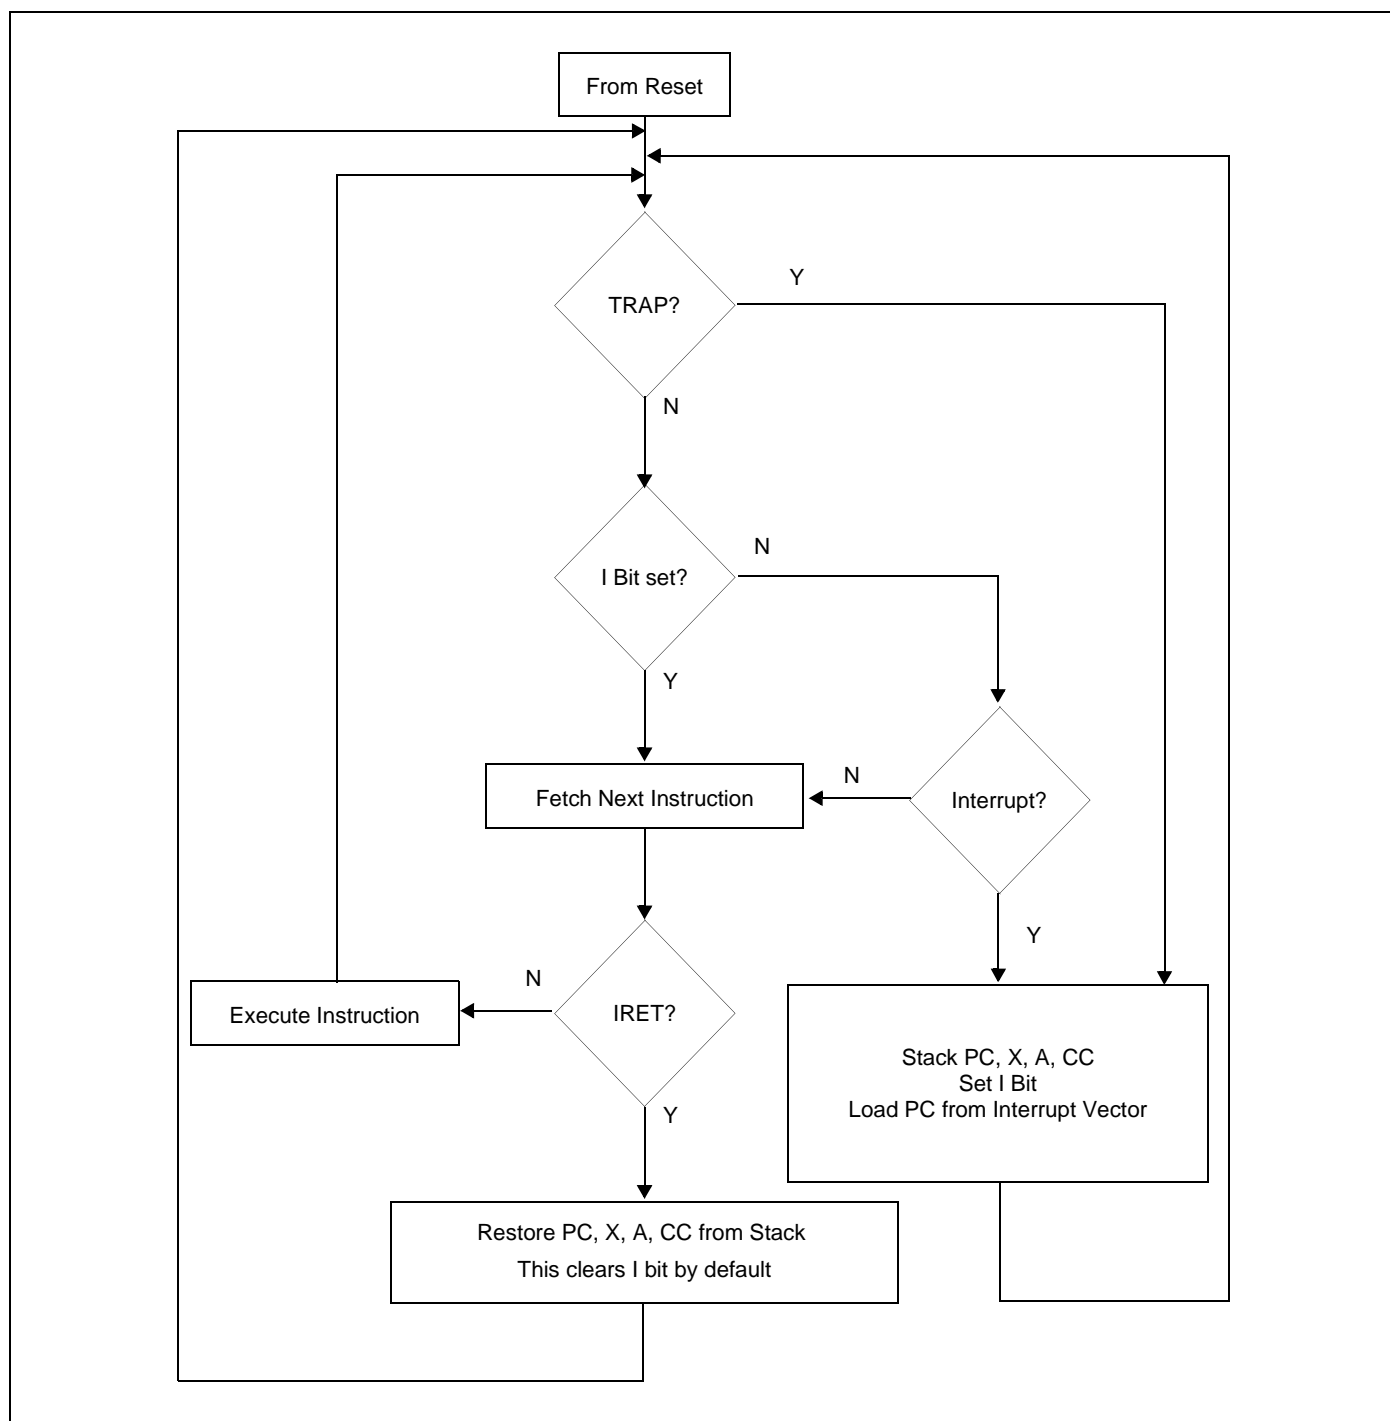 From Reset
Y
TRAP?
N
N
I Bit set?
Y
N
Fetch Next Instruction
Interrupt?
Y
N
Execute Instruction
IRET?
Stack PC, X, A, CC
Set I Bit
Load PC from Interrupt Vector
Y
Restore PC, X, A, CC from Stack
This clears I bit by default